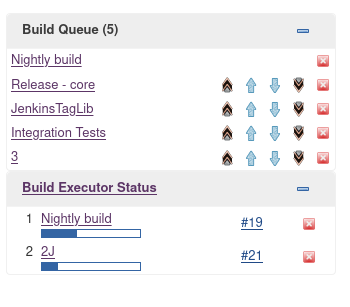 Build Queue (5)
Nightly build
Release - core
JenkinsTagLib
Integration Tests
3
Build Executor Status
1 Nightly build #19
2 2J #21